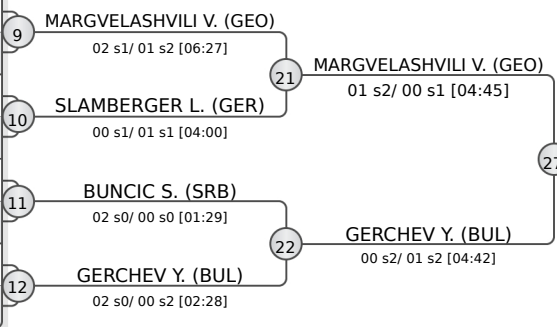 9
MARGVELASHVILI V. (GEO)
02 s1/ 01 s2 [06:27]
21
MARGVELASHVILI V. (GEO)
01 s2/ 00 s1 [04:45]
10
SLAMBERGER L. (GER)
00 s1/ 01 s1 [04:00]
27
11
BUNCIC S. (SRB)
02 s0/ 00 s0 [01:29]
22
GERCHEV Y. (BUL)
00 s2/ 01 s2 [04:42]
12
GERCHEV Y. (BUL)
02 s0/ 00 s2 [02:28]